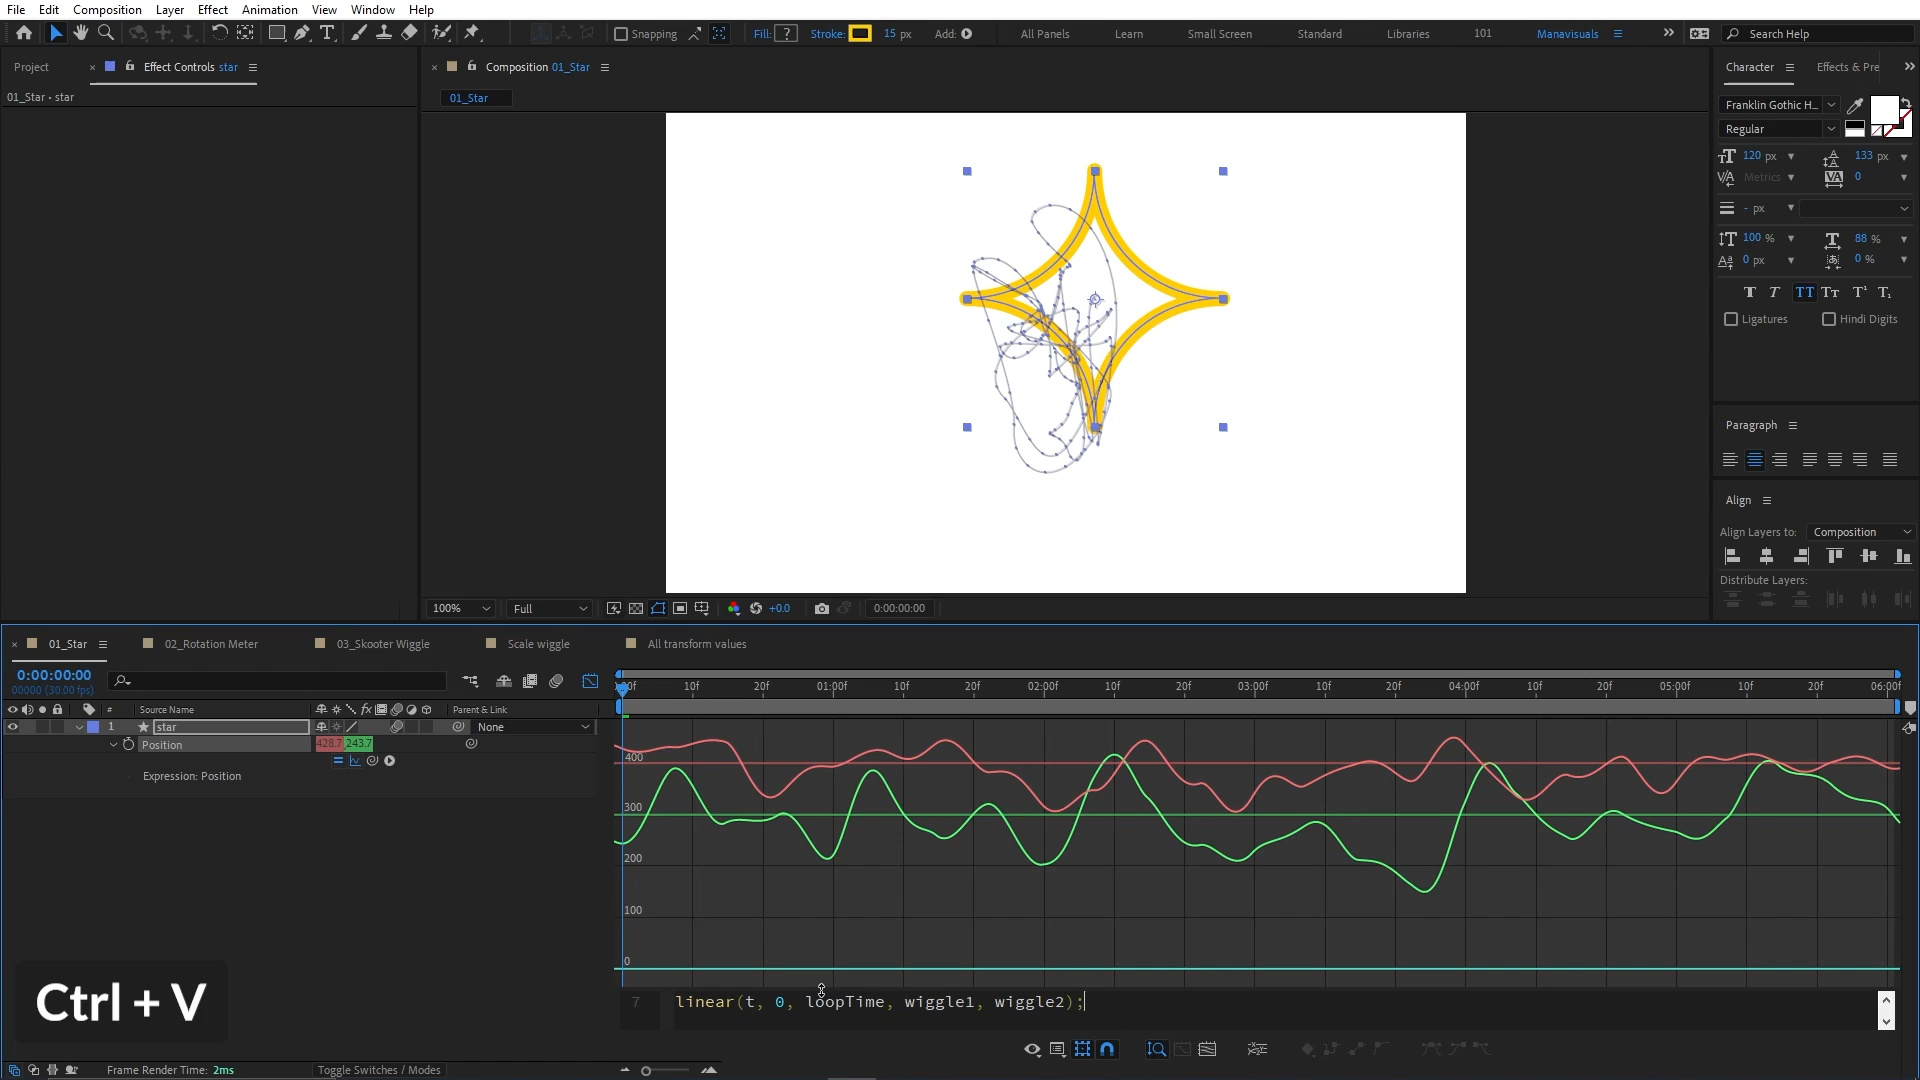 File Edit Composition Layer Effect Animation View Window Help
Snapping Fill: ? Stroke: 15 px Add: All Panels Learn Small Screen Standard Libraries 101 Manavisuals Search Help
Project Effect Controls star
01_Star • star
Composition 01_Star
01_Star
Character Effects & Pre
Franklin Gothic H...
Regular
120 px 133 px
Metrics 0
- px
100 % 88 %
0 px 0 %
Ligatures Hindi Digits
Paragraph
Align
Align Layers to: Composition
Distribute Layers:
100% Full +0.0 0:00:00:00
01_Star 02_Rotation Meter 03_Skooter Wiggle Scale wiggle All transform values
0:00:00:00
00000 (30.00 fps)
:00f 10f 20f 01:00f 10f 20f 02:00f 10f 20f 03:00f 10f 20f 04:00f 10f 20f 05:00f 10f 20f 06:00f
# Source Name Parent & Link
1 star None
Position 428.7 243.7
Expression: Position
400
300
200
100
0
7 linear(t, 0, loopTime, wiggle1, wiggle2);
Ctrl + V
Frame Render Time: 2ms Toggle Switches / Modes